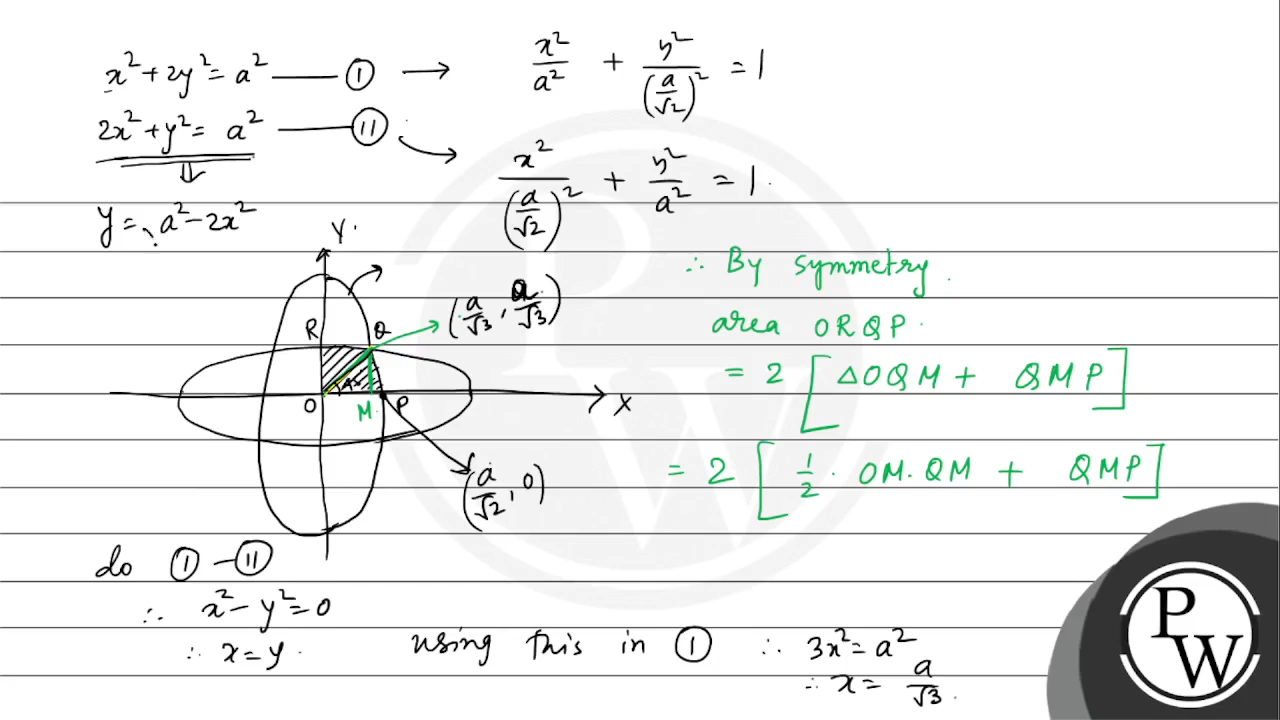 x² + 2y² = a² —— Ⓘ → x²/a² + y²/(a/√2)² = 1
2x² + y² = a² —— (II) → x²/(a/√2)² + y²/a² = 1.
⇓
y = a² - 2x²
Y
∴ By symmetry.
(a/√3, a/√3)
R Q
area ORQP.
= 2 [ΔOQM + QMP]
O M P X
= 2 [1/2 · OM.QM + QMP]
(a/√2, 0)
do Ⓘ - (II)
∴ x² - y² = 0
∴ x = y. using this in Ⓘ ∴ 3x² = a²
∴ x = a/√3.
PW